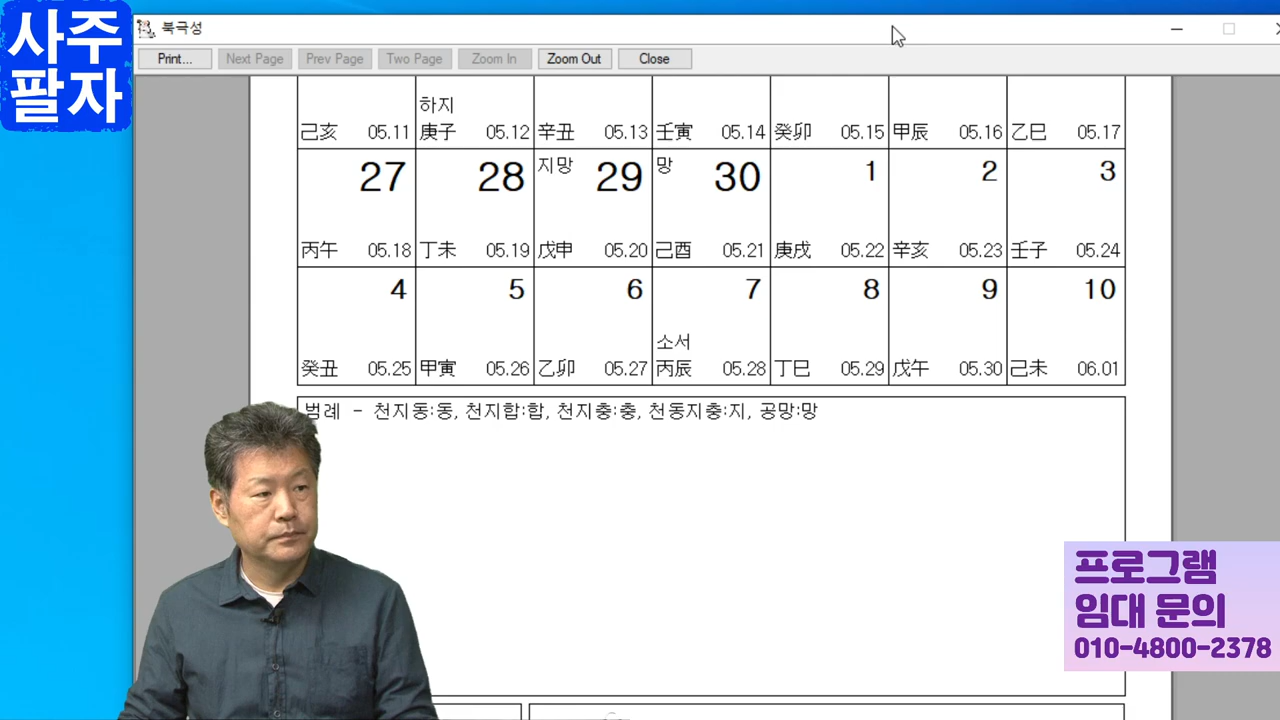 사주
팔자
북극성
Print... Next Page Prev Page Two Page Zoom In Zoom Out Close
하지
己亥 05.11 庚子 05.12 辛丑 05.13 壬寅 05.14 癸卯 05.15 甲辰 05.16 乙巳 05.17
27 28 지망 29 망 30 1 2 3
丙午 05.18 丁未 05.19 戊申 05.20 己酉 05.21 庚戌 05.22 辛亥 05.23 壬子 05.24
4 5 6 7 8 9 10
소서
癸丑 05.25 甲寅 05.26 乙卯 05.27 丙辰 05.28 丁巳 05.29 戊午 05.30 己未 06.01
범례 - 천지동:동, 천지합:합, 천지충:충, 천동지충:지, 공망:망
프로그램
임대 문의
010-4800-2378